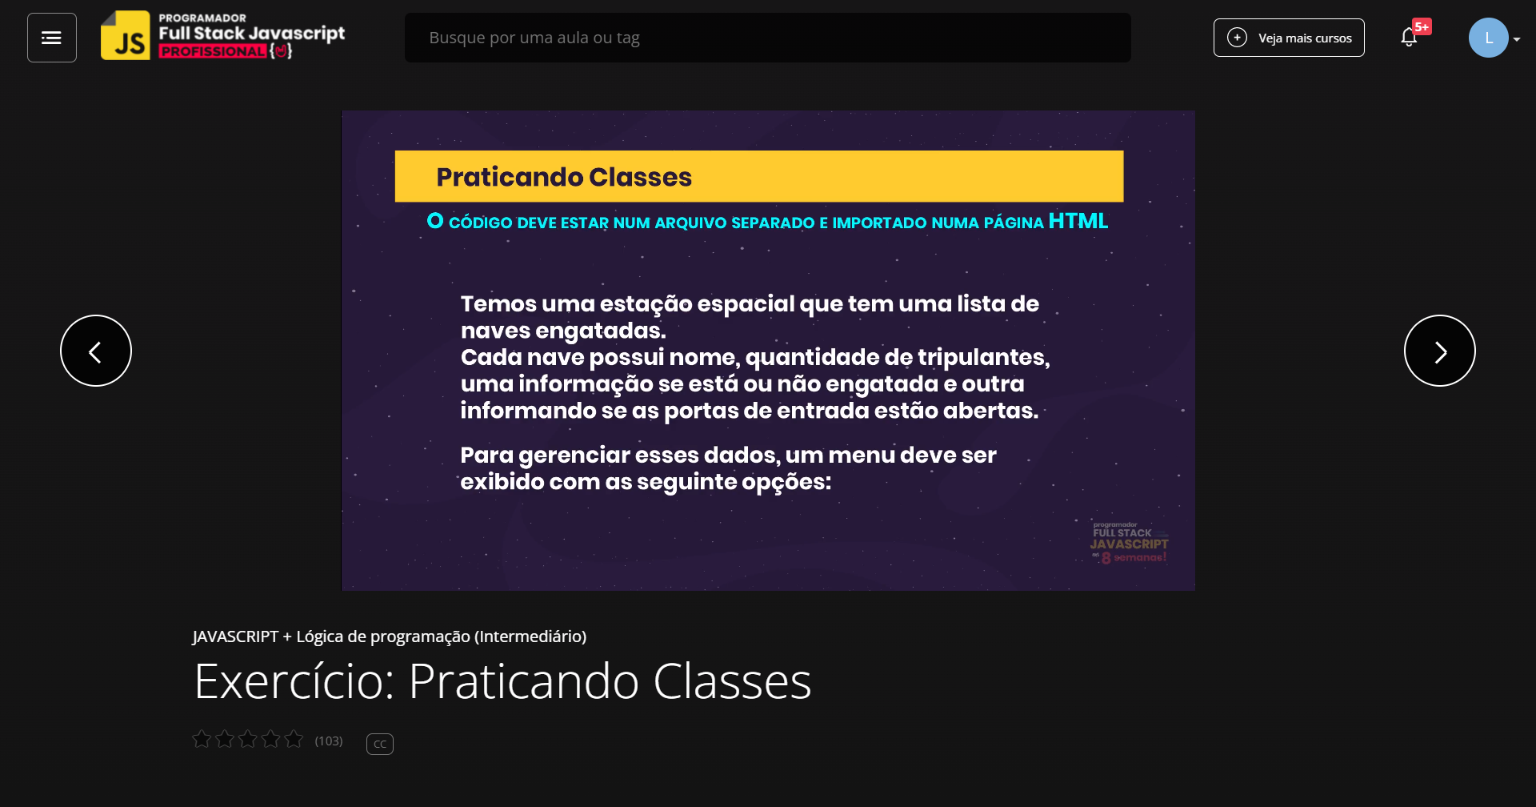 JS
PROGRAMADOR
Full Stack Javascript
PROFISSIONAL
Busque por uma aula ou tag
Veja mais cursos
5+
L
Praticando Classes
O CÓDIGO DEVE ESTAR NUM ARQUIVO SEPARADO E IMPORTADO NUMA PÁGINA HTML
Temos uma estação espacial que tem uma lista de
naves engatadas.
Cada nave possui nome, quantidade de tripulantes,
uma informação se está ou não engatada e outra
informando se as portas de entrada estão abertas.
Para gerenciar esses dados, um menu deve ser
exibido com as seguinte opções:
programador
FULL STACK
JAVASCRIPT
8 semanas!
JAVASCRIPT + Lógica de programação (Intermediário)
Exercício: Praticando Classes
(103)
CC